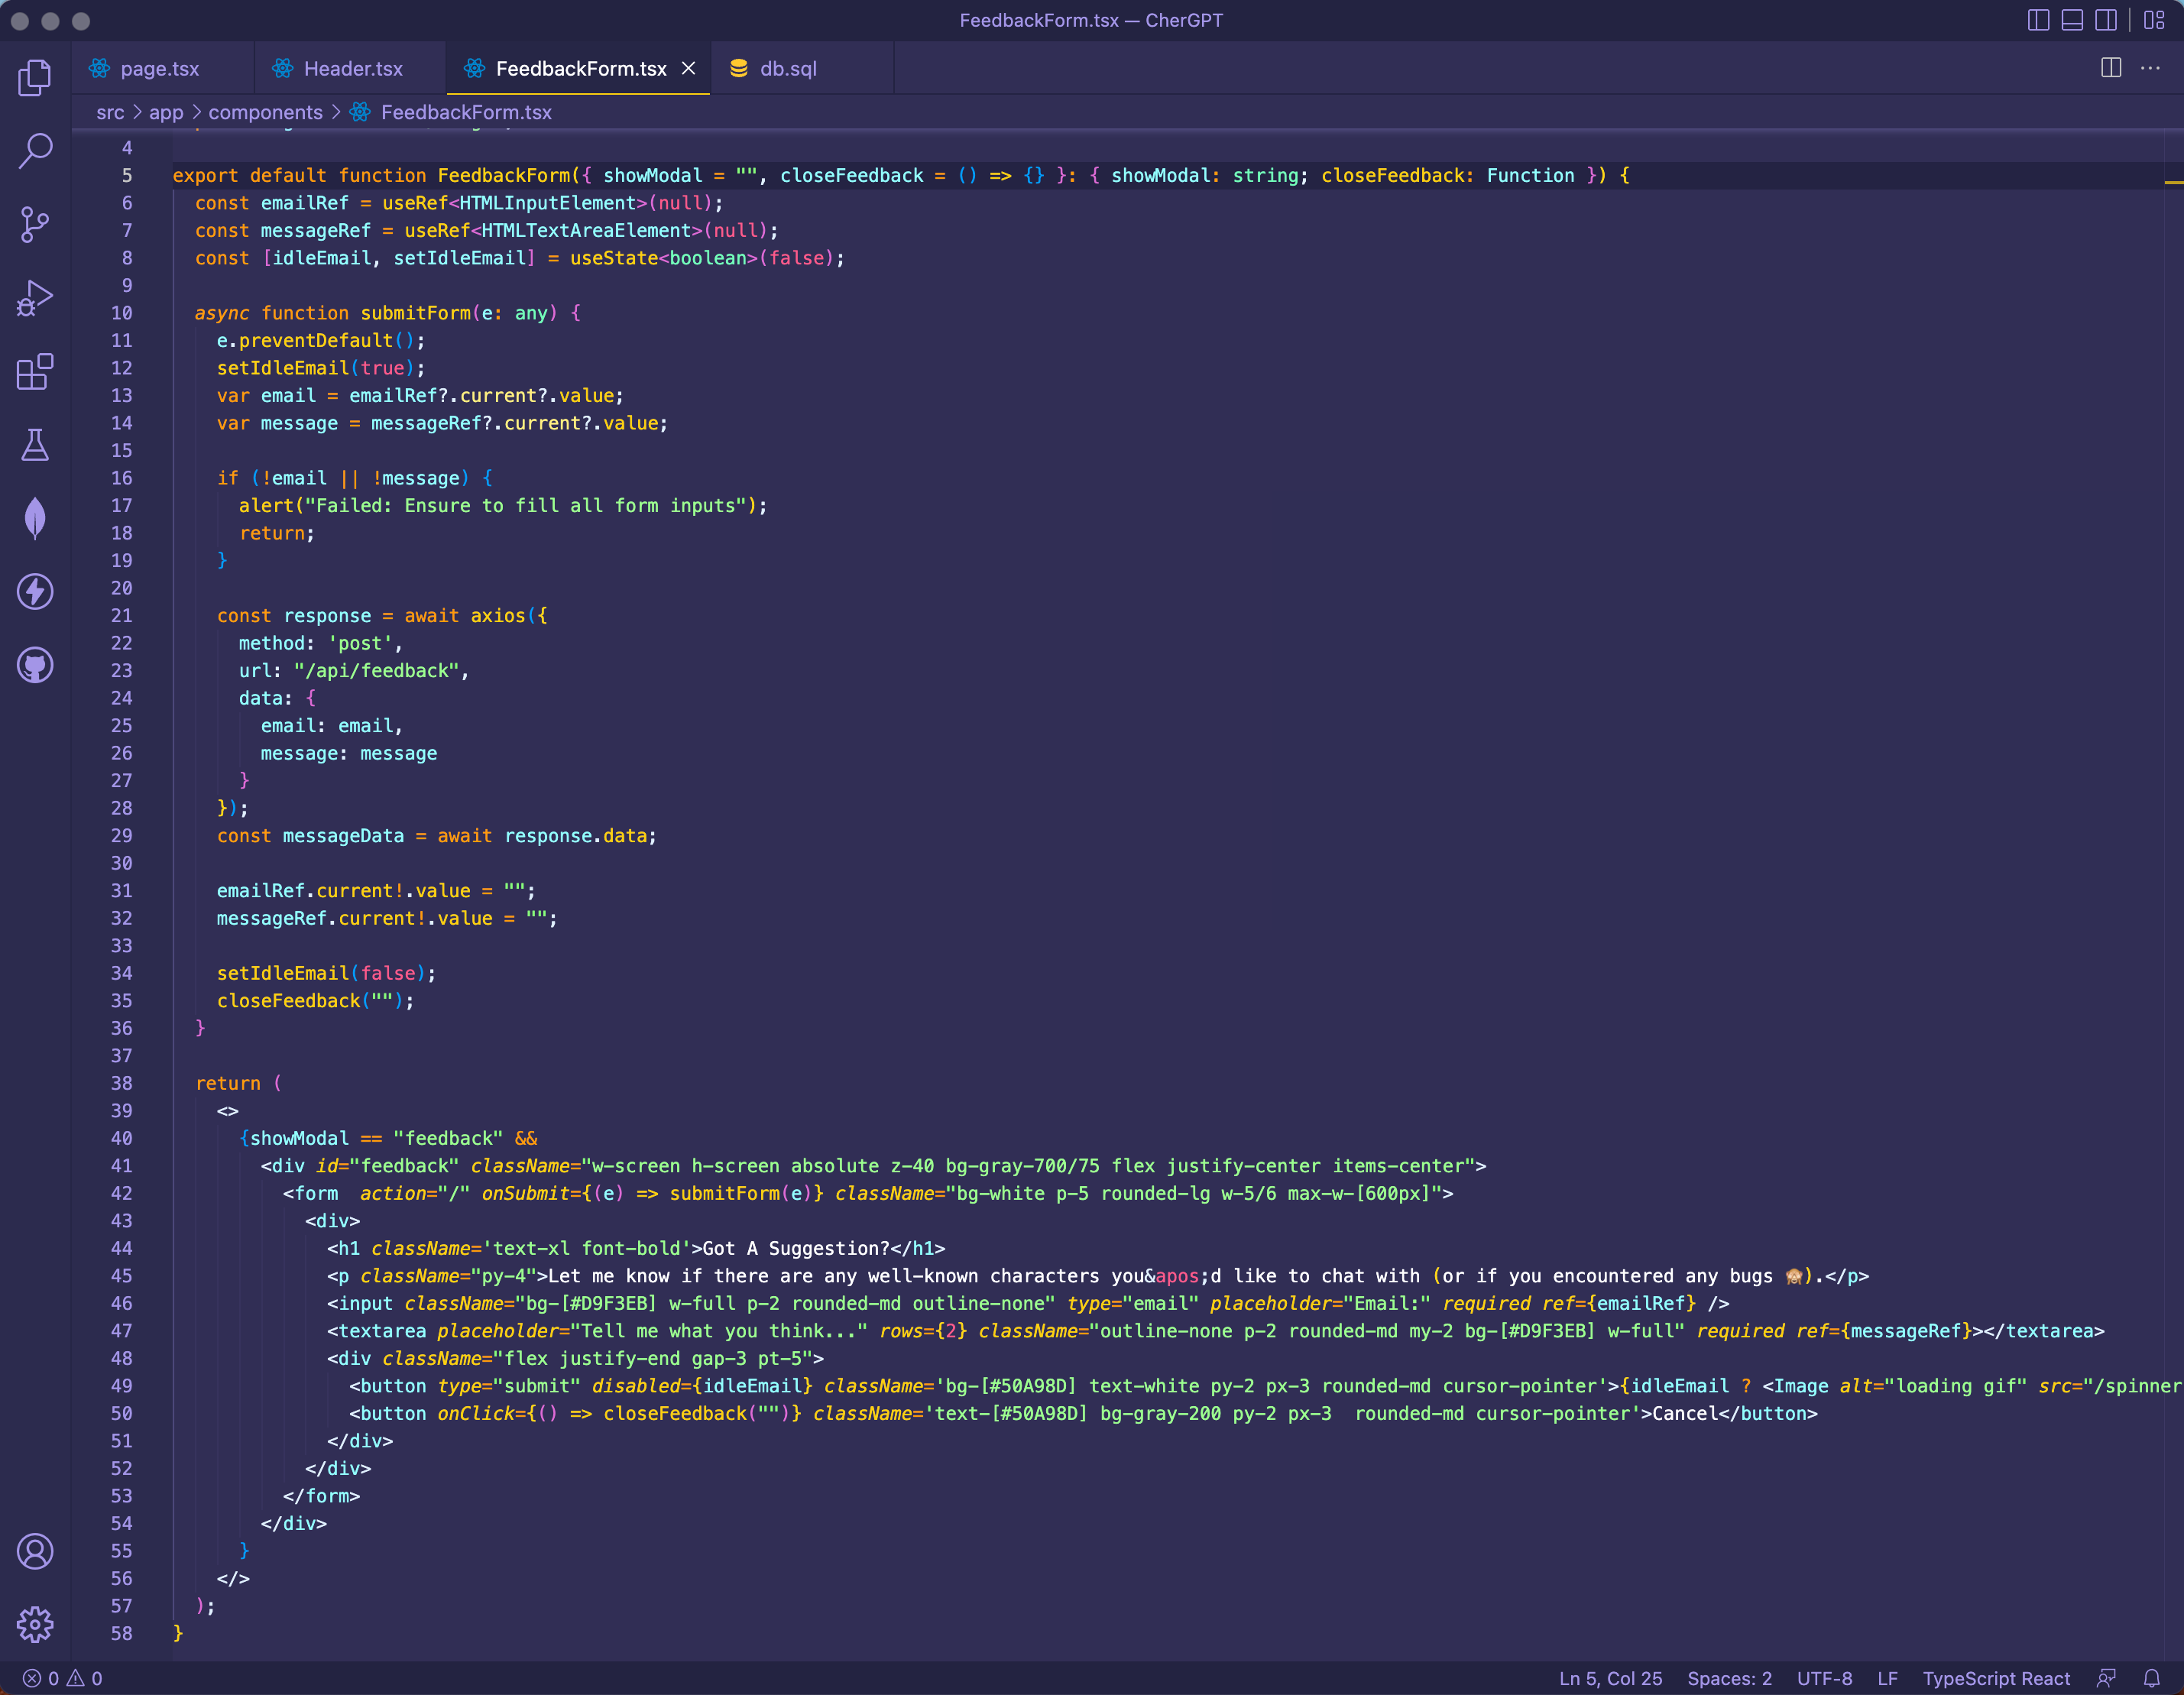 FeedbackForm.tsx — CherGPT
page.tsx
Header.tsx
FeedbackForm.tsx
db.sql
src > app > components > FeedbackForm.tsx
4
5 export default function FeedbackForm({ showModal = "", closeFeedback = () => {} }: { showModal: string; closeFeedback: Function }) {
6 const emailRef = useRef<HTMLInputElement>(null);
7 const messageRef = useRef<HTMLTextAreaElement>(null);
8 const [idleEmail, setIdleEmail] = useState<boolean>(false);
9
10 async function submitForm(e: any) {
11 e.preventDefault();
12 setIdleEmail(true);
13 var email = emailRef?.current?.value;
14 var message = messageRef?.current?.value;
15
16 if (!email || !message) {
17 alert("Failed: Ensure to fill all form inputs");
18 return;
19 }
20
21 const response = await axios({
22 method: 'post',
23 url: "/api/feedback",
24 data: {
25 email: email,
26 message: message
27 }
28 });
29 const messageData = await response.data;
30
31 emailRef.current!.value = "";
32 messageRef.current!.value = "";
33
34 setIdleEmail(false);
35 closeFeedback("");
36 }
37
38 return (
39 <>
40 {showModal == "feedback" &&
41 <div id="feedback" className="w-screen h-screen absolute z-40 bg-gray-700/75 flex justify-center items-center">
42 <form  action="/" onSubmit={(e) => submitForm(e)} className="bg-white p-5 rounded-lg w-5/6 max-w-[600px]">
43 <div>
44 <h1 className='text-xl font-bold'>Got A Suggestion?</h1>
45 <p className="py-4">Let me know if there are any well-known characters you&apos;d like to chat with (or if you encountered any bugs 🙈).</p>
46 <input className="bg-[#D9F3EB] w-full p-2 rounded-md outline-none" type="email" placeholder="Email:" required ref={emailRef} />
47 <textarea placeholder="Tell me what you think..." rows={2} className="outline-none p-2 rounded-md my-2 bg-[#D9F3EB] w-full" required ref={messageRef}></textarea>
48 <div className="flex justify-end gap-3 pt-5">
49 <button type="submit" disabled={idleEmail} className='bg-[#50A98D] text-white py-2 px-3 rounded-md cursor-pointer'>{idleEmail ? <Image alt="loading gif" src="/spinner
50 <button onClick={() => closeFeedback("")} className='text-[#50A98D] bg-gray-200 py-2 px-3  rounded-md cursor-pointer'>Cancel</button>
51 </div>
52 </div>
53 </form>
54 </div>
55 }
56 </>
57 );
58 }
0 0
Ln 5, Col 25 Spaces: 2 UTF-8 LF TypeScript React